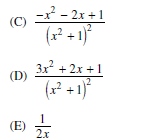 (C) \frac{-x^2 - 2x + 1}{(x^2 + 1)^2}
(D) \frac{3x^2 + 2x + 1}{(x^2 + 1)^2}
(E) \frac{1}{2x}